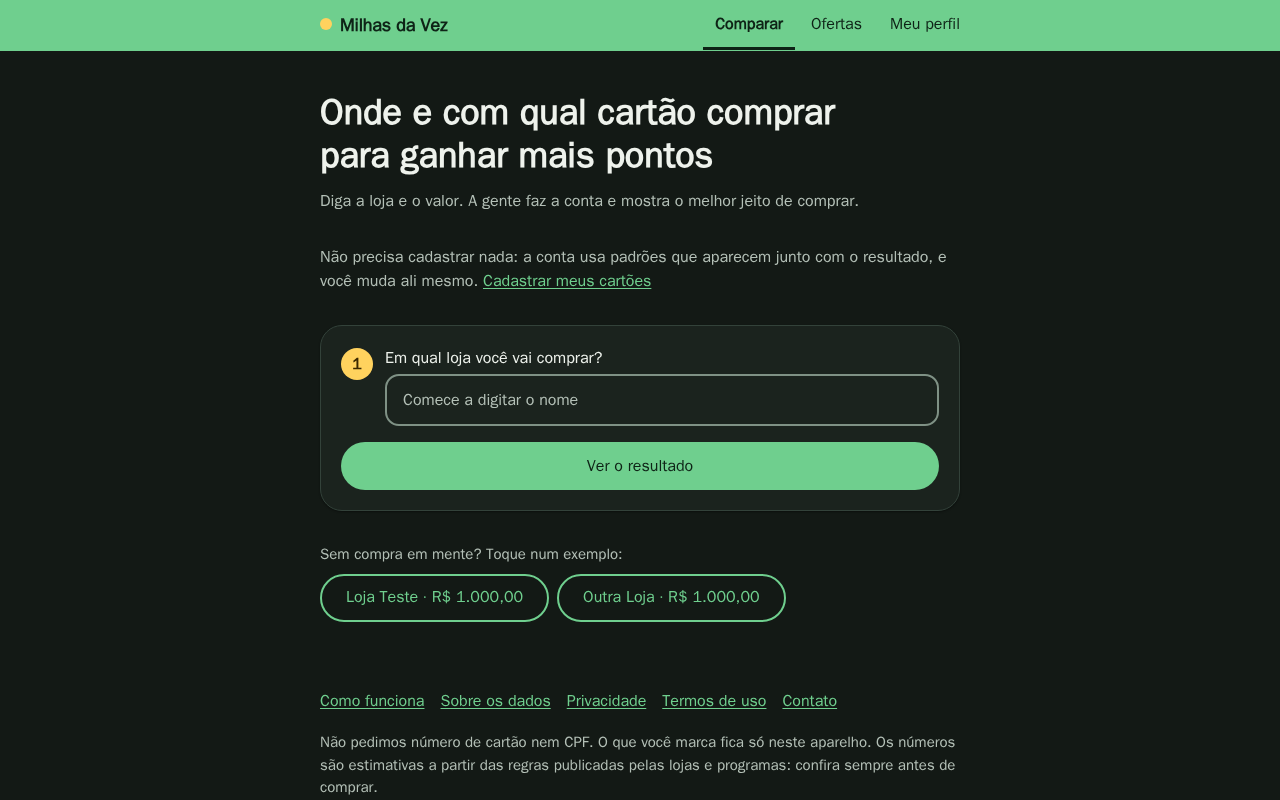 Milhas da Vez
Comparar
Ofertas
Meu perfil
Onde e com qual cartão comprar
para ganhar mais pontos
Diga a loja e o valor. A gente faz a conta e mostra o melhor jeito de comprar.
Não precisa cadastrar nada: a conta usa padrões que aparecem junto com o resultado, e
você muda ali mesmo. Cadastrar meus cartões
1
Em qual loja você vai comprar?
Comece a digitar o nome
Ver o resultado
Sem compra em mente? Toque num exemplo:
Loja Teste · R$ 1.000,00
Outra Loja · R$ 1.000,00
Como funciona
Sobre os dados
Privacidade
Termos de uso
Contato
Não pedimos número de cartão nem CPF. O que você marca fica só neste aparelho. Os números
são estimativas a partir das regras publicadas pelas lojas e programas: confira sempre antes de
comprar.